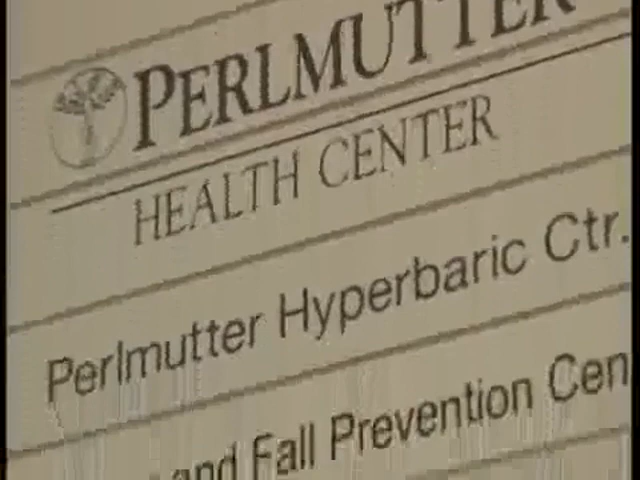 PERLMUTTER
HEALTH CENTER
Perlmutter Hyperbaric Ctr.
and Fall Prevention Cen